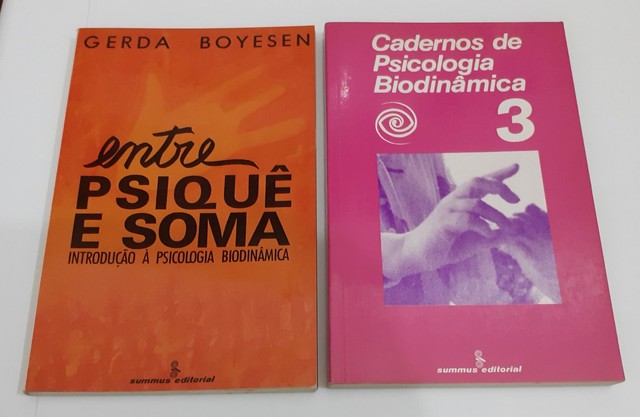 GERDA BOYESEN
entre
PSIQUÊ
E SOMA
INTRODUÇÃO À PSICOLOGIA BIODINÂMICA
summus editorial
Cadernos de
Psicologia
Biodinâmica
3
summus editorial